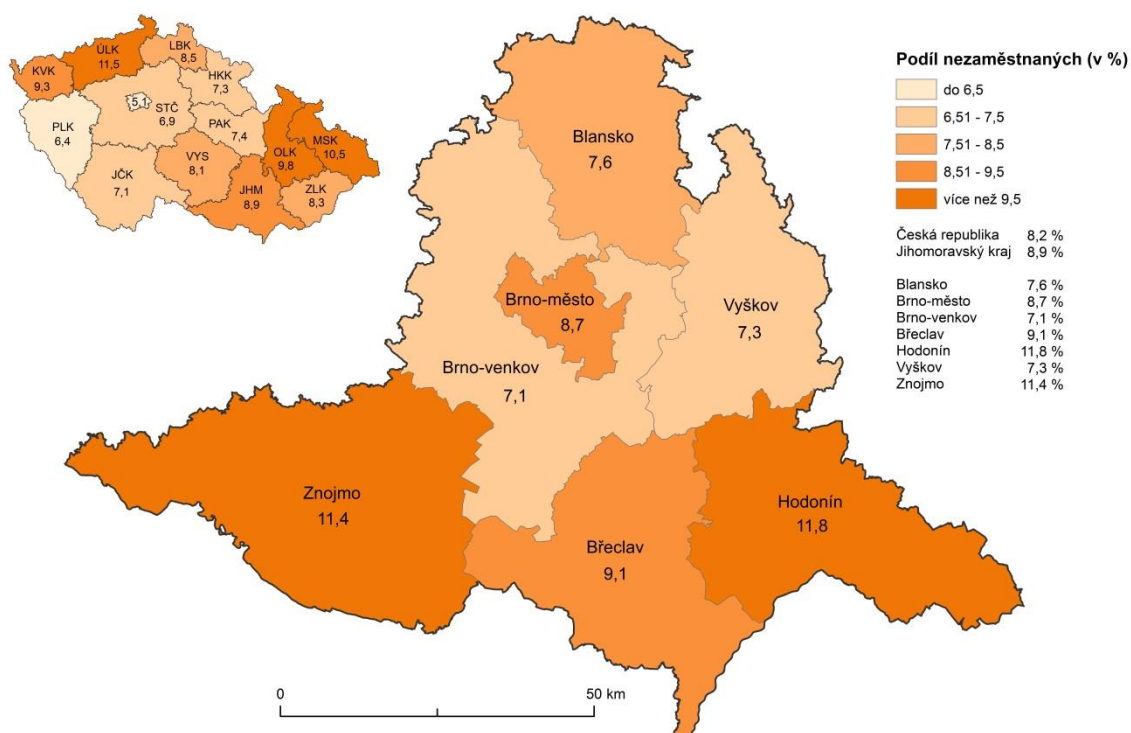 ÚLK
11,5
LBK
8,5
KVK
9,3
HKK
7,3
5,1
STČ
6,9
PLK
6,4
PAK
7,4
MSK
10,5
OLK
9,8
VYS
8,1
JČK
7,1
JHM
8,9
ZLK
8,3
Blansko
7,6
Brno-město
8,7
Vyškov
7,3
Brno-venkov
7,1
Znojmo
11,4
Hodonín
11,8
Břeclav
9,1
0 50 km
Podíl nezaměstnaných (v %)
do 6,5
6,51 - 7,5
7,51 - 8,5
8,51 - 9,5
více než 9,5
Česká republika 8,2 %
Jihomoravský kraj 8,9 %
Blansko 7,6 %
Brno-město 8,7 %
Brno-venkov 7,1 %
Břeclav 9,1 %
Hodonín 11,8 %
Vyškov 7,3 %
Znojmo 11,4 %